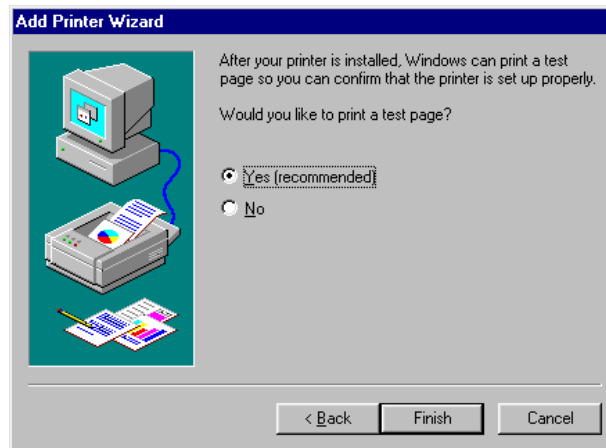 Add Printer Wizard
After your printer is installed, Windows can print a test
page so you can confirm that the printer is set up properly.
Would you like to print a test page?
Yes (recommended)
No
< Back
Finish
Cancel